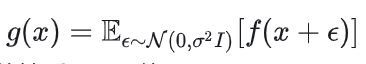 g(x) = 𝔼_{ϵ∼𝒩(0,σ²I)}[f(x + ϵ)]